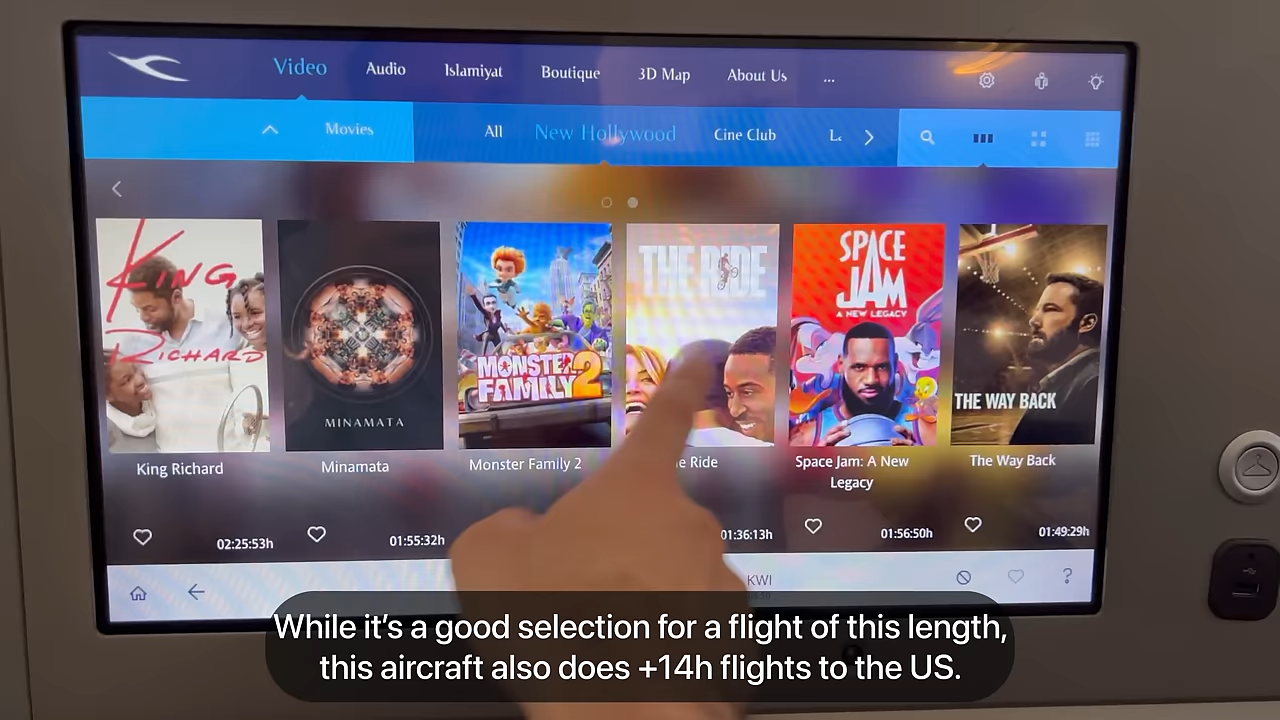 Video Audio Islamiyat Boutique 3D Map About Us ...
Movies All New Hollywood Cine Club
KING RICHARD
MINAMATA
MONSTER FAMILY 2
THE RIDE
SPACE JAM
A NEW LEGACY
THE WAY BACK
King Richard
Minamata
Monster Family 2
e Ride
Space Jam: A New
Legacy
The Way Back
02:25:53h
01:55:32h
01:36:13h
01:56:50h
01:49:29h
KWI
?
While it's a good selection for a flight of this length,
this aircraft also does +14h flights to the US.